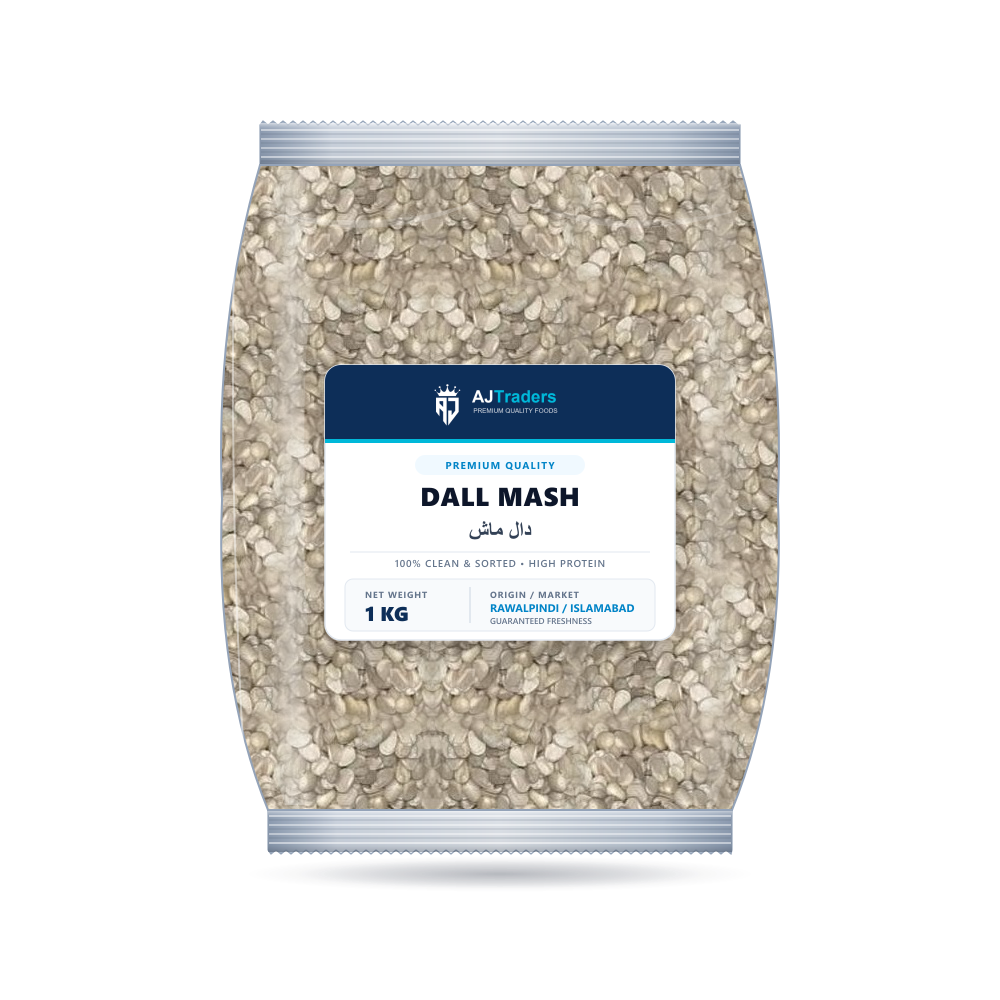 AJ
AJTraders
PREMIUM QUALITY FOODS
PREMIUM QUALITY
DALL MASH
دال ماش
100% CLEAN & SORTED • HIGH PROTEIN
NET WEIGHT
1 KG
ORIGIN / MARKET
RAWALPINDI / ISLAMABAD
GUARANTEED FRESHNESS